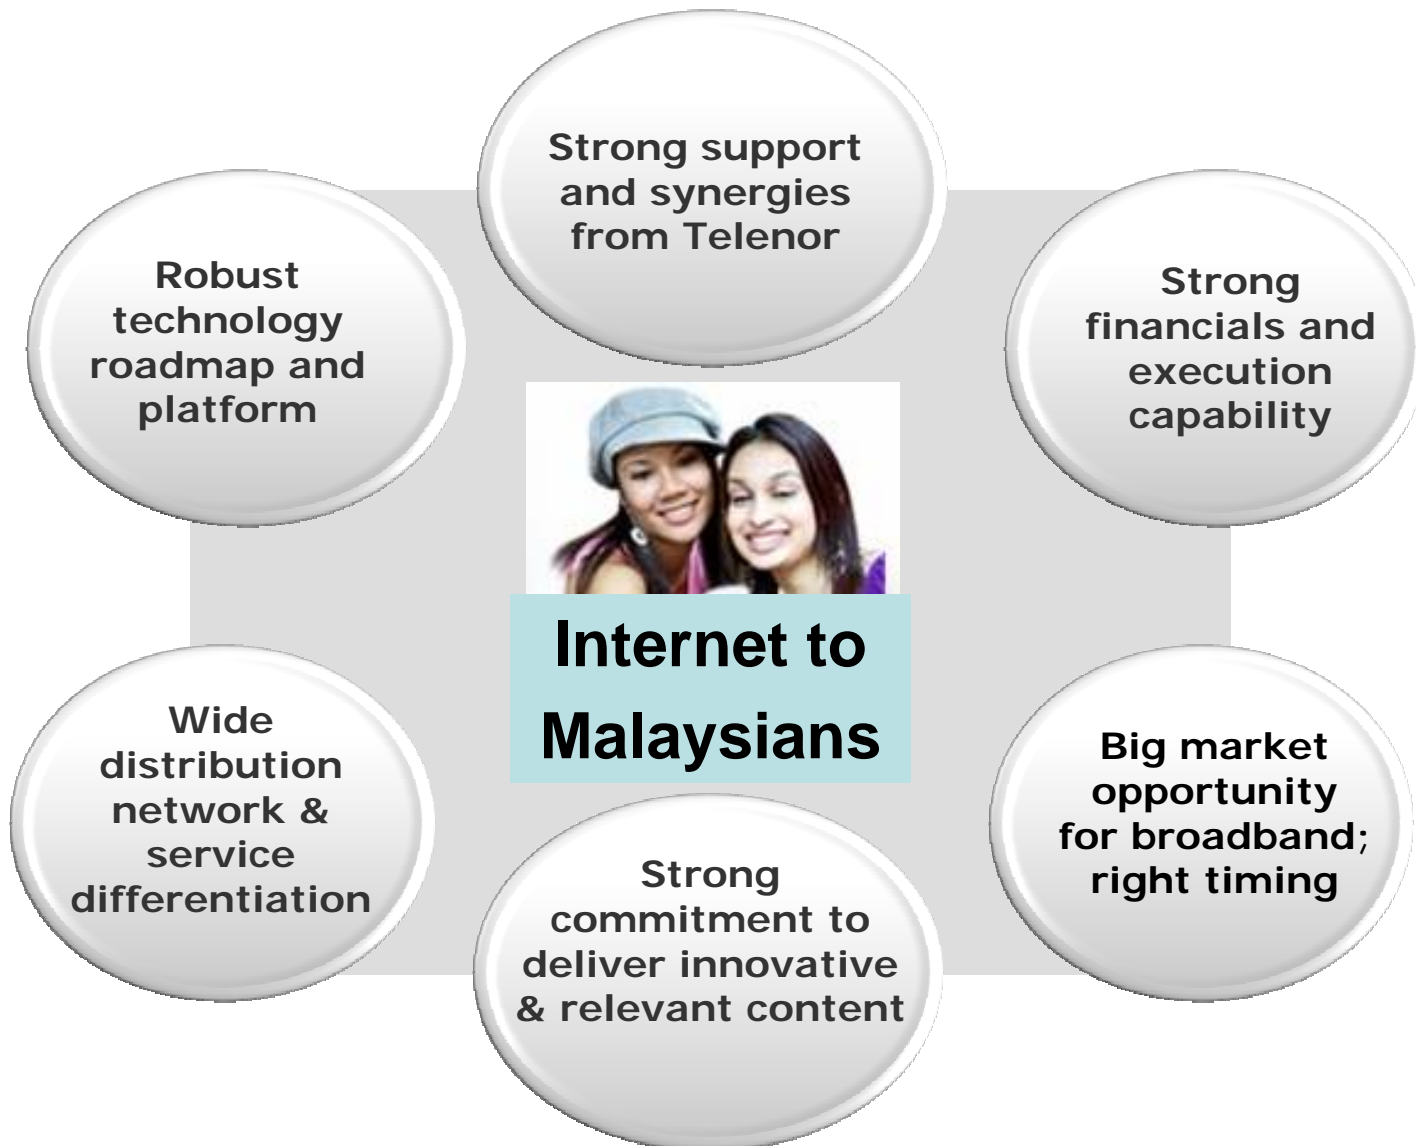 Strong support
and synergies
from Telenor
Robust
technology
roadmap and
platform
Strong
financials and
execution
capability
Internet to
Malaysians
Wide
distribution
network &
service
differentiation
Big market
opportunity
for broadband;
right timing
Strong
commitment to
deliver innovative
& relevant content